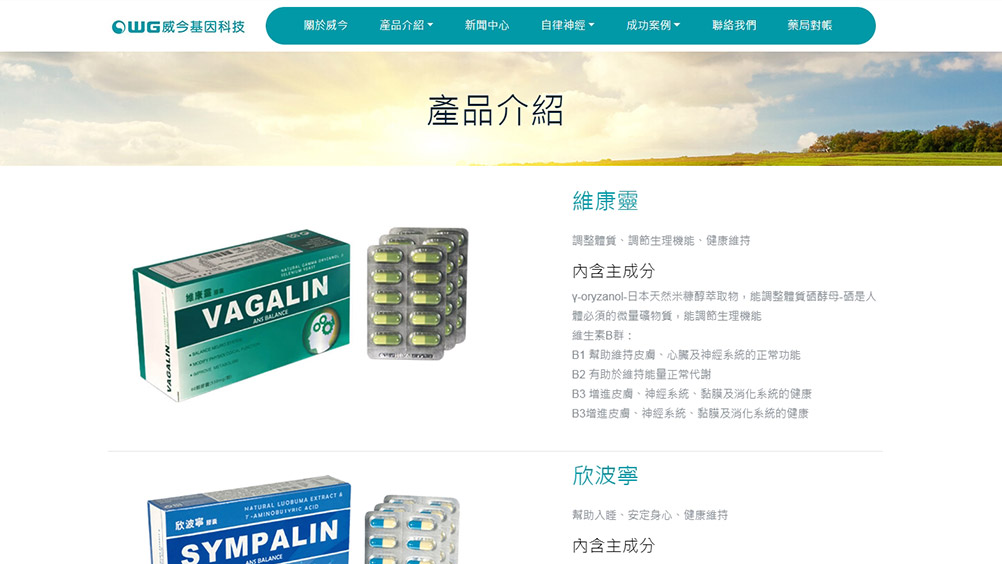 WG威今基因科技
關於威今
產品介紹
新聞中心
自律神經
成功案例
聯絡我們
藥局對帳
產品介紹
維康靈
調整體質、調節生理機能、健康維持
內含主成分
γ-oryzanol-日本天然米糠醇萃取物，能調整體質硒酵母-硒是人
體必須的微量礦物質，能調節生理機能
維生素B群：
B1 幫助維持皮膚、心臟及神經系統的正常功能
B2 有助於維持能量正常代謝
B3 增進皮膚、神經系統、黏膜及消化系統的健康
B3增進皮膚、神經系統、黏膜及消化系統的健康
NATURAL GAMMA ORYZANOL &
SELENIUM YEAST
維康靈 膠囊
VAGALIN
ANS BALANCE
VAGALIN
欣波寧
幫助入睡、安定身心、健康維持
內含主成分
NATURAL LUOBUMA EXTRACT &
γ-AMINOBUTYRIC ACID
欣波寧 膠囊
SYMPALIN
ANS BALANCE